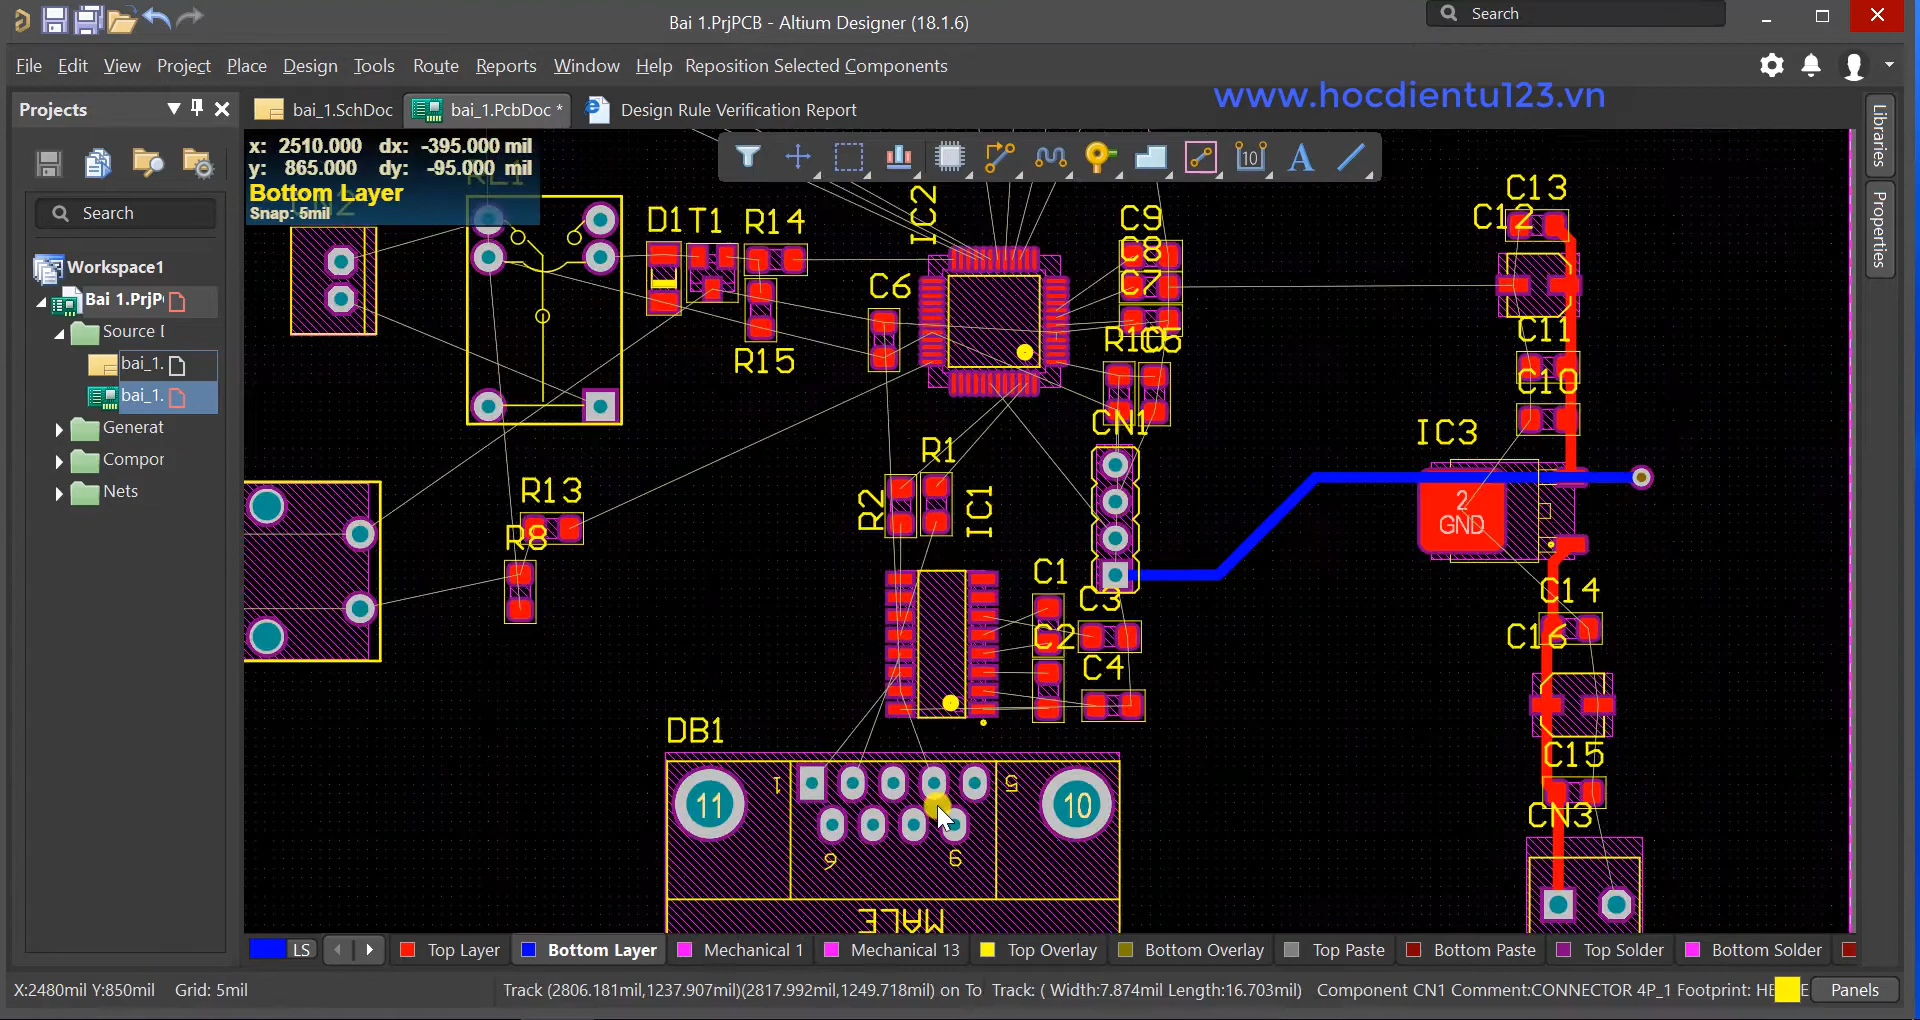 Bai 1.PrjPCB - Altium Designer (18.1.6)
Search
File Edit View Project Place Design Tools Route Reports Window Help Reposition Selected Components
www.hocdientu123.vn
Projects
bai_1.SchDoc
bai_1.PcbDoc *
Design Rule Verification Report
Libraries
Properties
x: 2510.000 dx: -395.000 mil
y: 865.000 dy: -95.000 mil
Bottom Layer
Snap: 5mil
Search
Workspace1
Bai 1.PrjP
Source
bai_1.
bai_1.
Generat
Compor
Nets
D1 T1 R14
IC2
C9
C8
C7
C6
R15
C5
CN1
C13
C12
C11
C10
IC3
2
GND
R13
R8
R1
R2
IC1
C1
C3
C2
C4
C14
C16
C15
CN3
DB1
11
1
5
10
6
9
MALE
LS
Top Layer
Bottom Layer
Mechanical 1
Mechanical 13
Top Overlay
Bottom Overlay
Top Paste
Bottom Paste
Top Solder
Bottom Solder
X:2480mil Y:850mil Grid: 5mil
Track (2806.181mil,1237.907mil)(2817.992mil,1249.718mil) on To Track: ( Width:7.874mil Length:16.703mil) Component CN1 Comment:CONNECTOR 4P_1 Footprint: HE
Panels